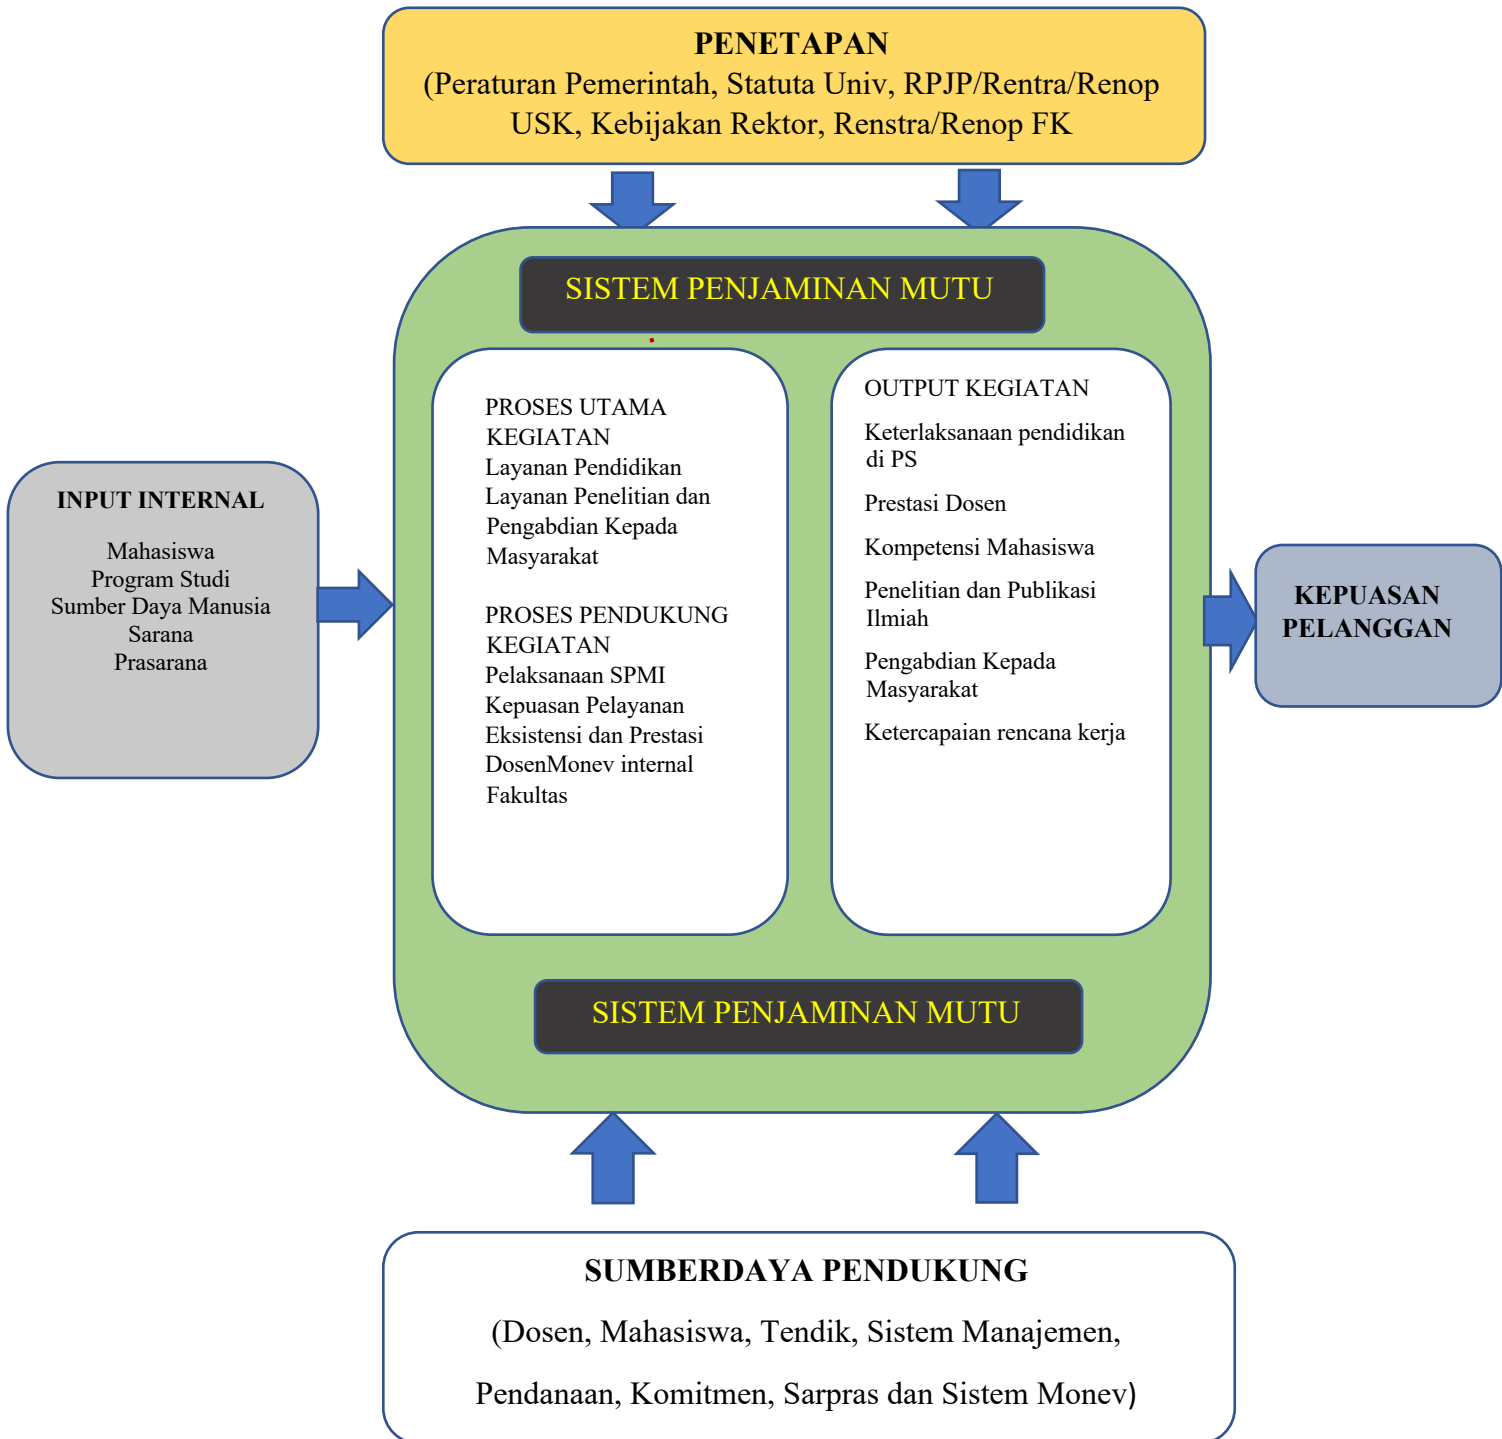 PENETAPAN
(Peraturan Pemerintah, Statuta Univ, RPJP/Rentra/Renop
USK, Kebijakan Rektor, Renstra/Renop FK
SISTEM PENJAMINAN MUTU
INPUT INTERNAL
Mahasiswa
Program Studi
Sumber Daya Manusia
Sarana
Prasarana
PROSES UTAMA
KEGIATAN
Layanan Pendidikan
Layanan Penelitian dan
Pengabdian Kepada
Masyarakat
PROSES PENDUKUNG
KEGIATAN
Pelaksanaan SPMI
Kepuasan Pelayanan
Eksistensi dan Prestasi
DosenMonev internal
Fakultas
OUTPUT KEGIATAN
Keterlaksanaan pendidikan
di PS
Prestasi Dosen
Kompetensi Mahasiswa
Penelitian dan Publikasi
Ilmiah
Pengabdian Kepada
Masyarakat
Ketercapaian rencana kerja
KEPUASAN
PELANGGAN
SISTEM PENJAMINAN MUTU
SUMBERDAYA PENDUKUNG
(Dosen, Mahasiswa, Tendik, Sistem Manajemen,
Pendanaan, Komitmen, Sarpras dan Sistem Monev)